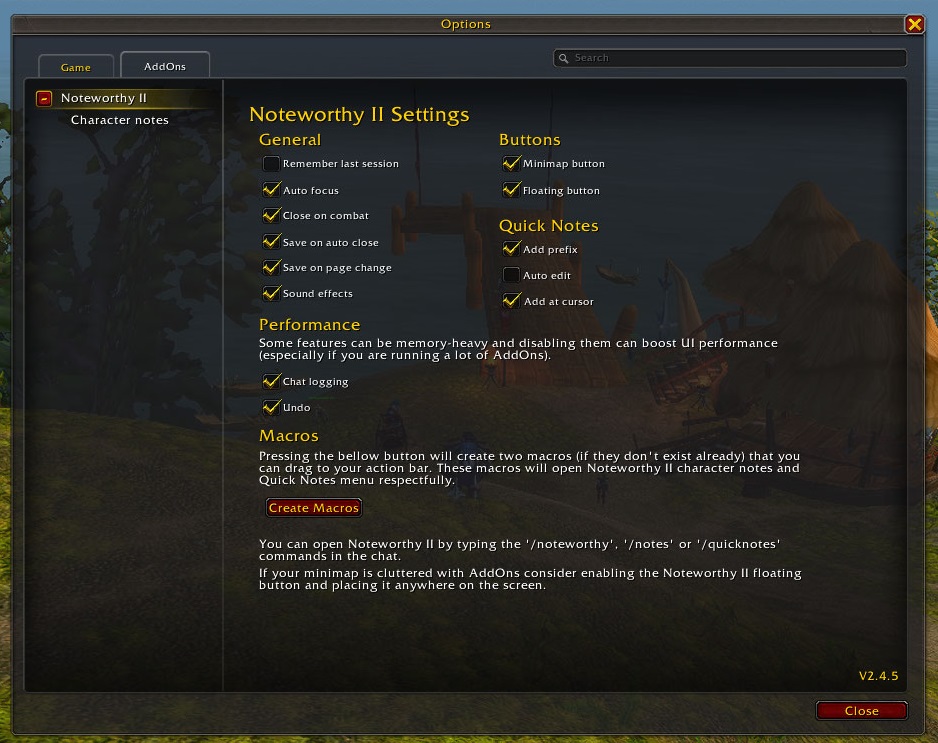 Options
Game
AddOns
Search
Noteworthy II
Character notes
Noteworthy II Settings
General
Remember last session
Auto focus
Close on combat
Save on auto close
Save on page change
Sound effects
Buttons
Minimap button
Floating button
Quick Notes
Add prefix
Auto edit
Add at cursor
Performance
Some features can be memory-heavy and disabling them can boost UI performance
(especially if you are running a lot of AddOns).
Chat logging
Undo
Macros
Pressing the bellow button will create two macros (if they don't exist already) that you
can drag to your action bar. These macros will open Noteworthy II character notes and
Quick Notes menu respectfully.
Create Macros
You can open Noteworthy II by typing the '/noteworthy', '/notes' or '/quicknotes'
commands in the chat.
If your minimap is cluttered with AddOns consider enabling the Noteworthy II floating
button and placing it anywhere on the screen.
V2.4.5
Close